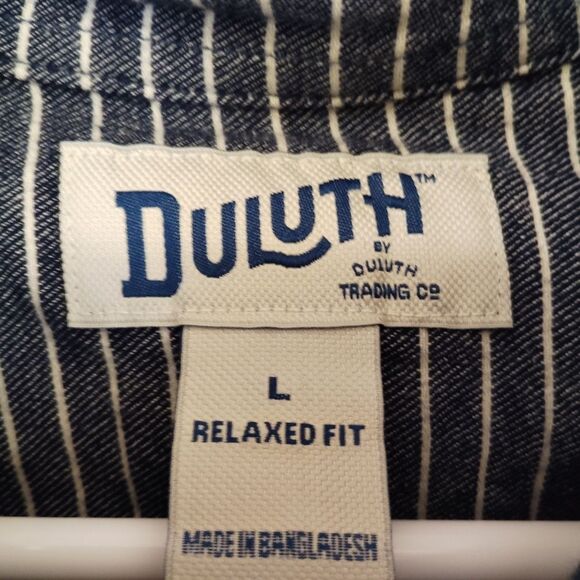 DULUTH™
BY
DULUTH
TRADING Cº
L
RELAXED FIT
MADE IN BANGLADESH